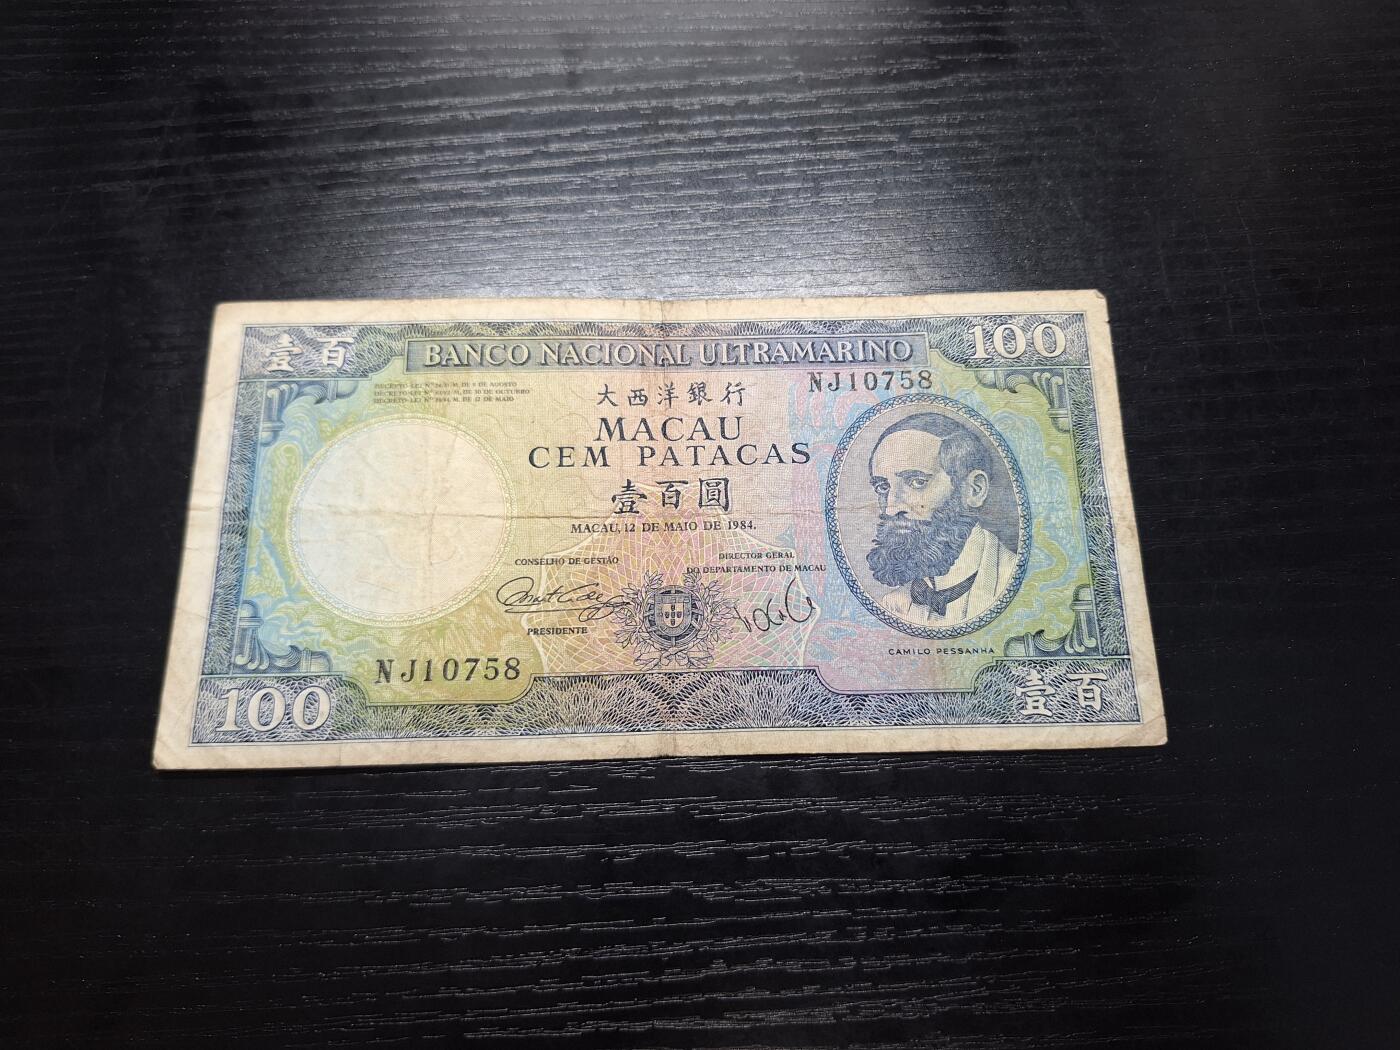 壹百
BANCO NACIONAL ULTRAMARINO
100
NJ10758
大西洋銀行
MACAU
CEM PATACAS
壹百圓
MACAU, 12 DE MAIO DE 1984.
CONSELHO DE GESTÃO
PRESIDENTE
DIRECTOR GERAL
DO DEPARTAMENTO DE MACAU
CAMILO PESSANHA
NJ10758
100
壹百